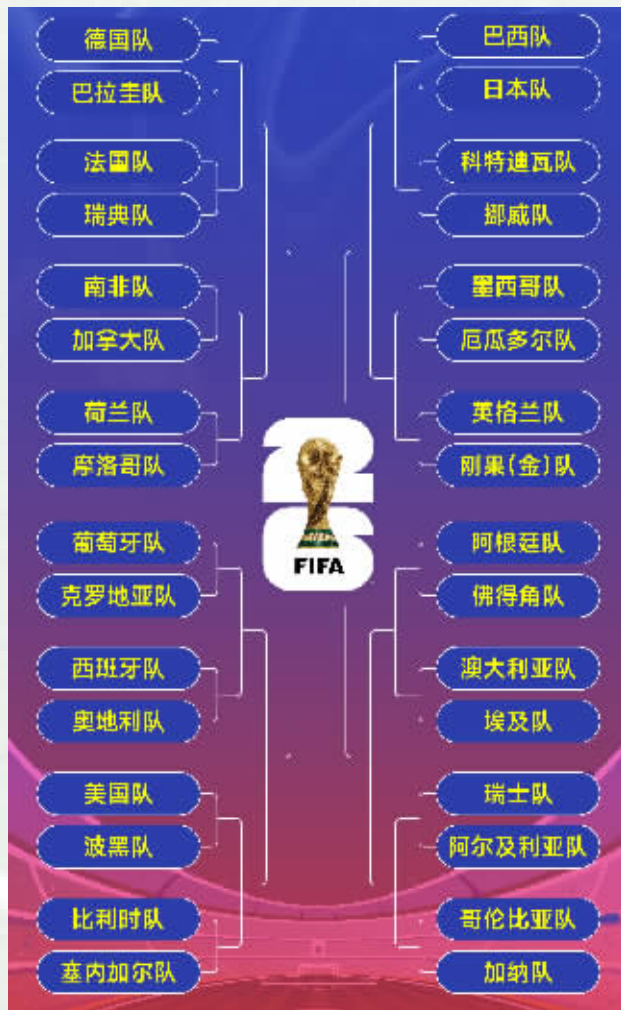 德国队
巴拉圭队
法国队
瑞典队
南非队
加拿大队
荷兰队
摩洛哥队
葡萄牙队
克罗地亚队
西班牙队
奥地利队
美国队
波黑队
比利时队
塞内加尔队
26
FIFA
巴西队
日本队
科特迪瓦队
挪威队
墨西哥队
厄瓜多尔队
英格兰队
刚果(金)队
阿根廷队
佛得角队
澳大利亚队
埃及队
瑞士队
阿尔及利亚队
哥伦比亚队
加纳队